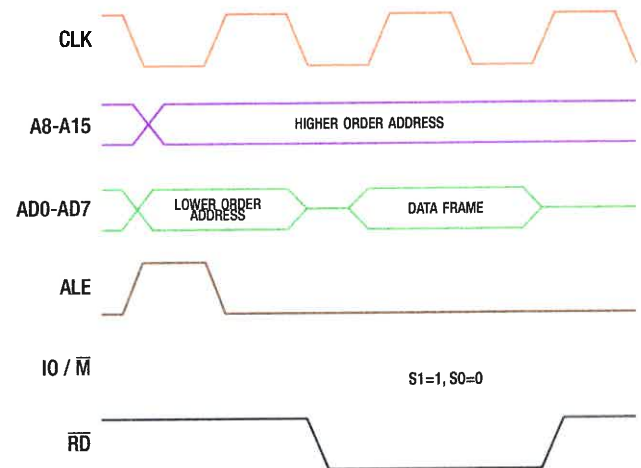 CLK
A8-A15
HIGHER ORDER ADDRESS
AD0-AD7
LOWER ORDER
ADDRESS
DATA FRAME
ALE
IO / M̅
S1=1, S0=0
R̅D̅